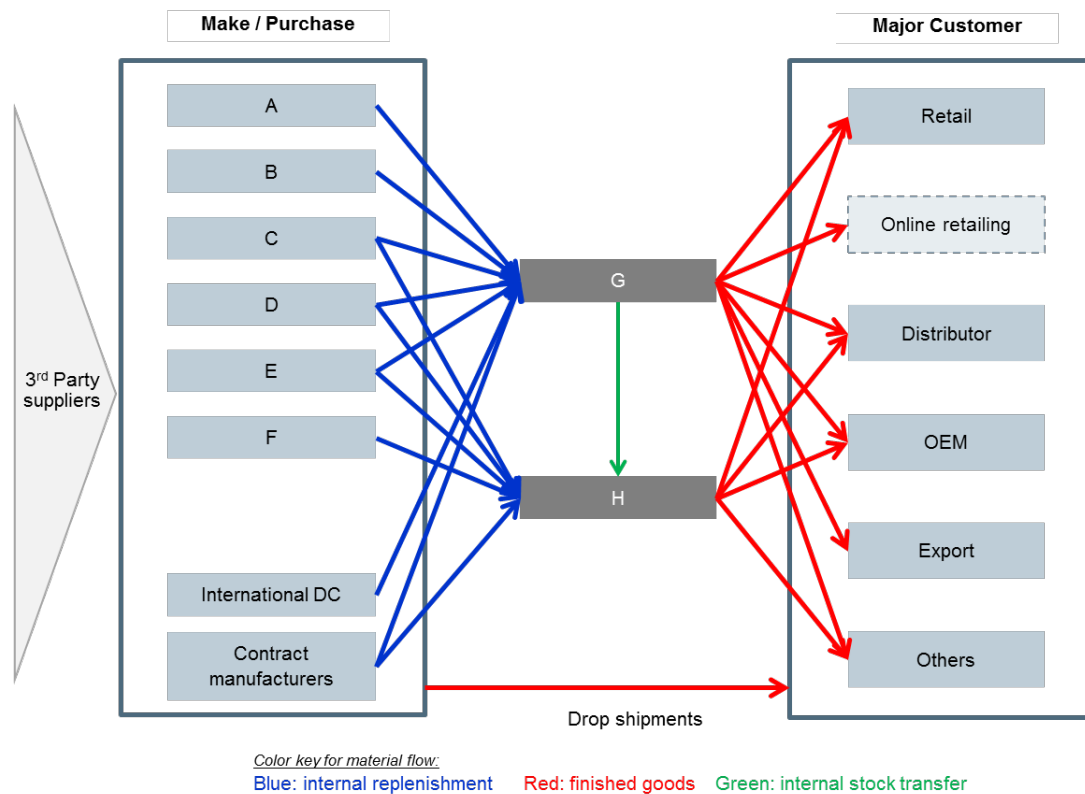 Make / Purchase
Major Customer
A
B
C
D
E
F
International DC
Contract
manufacturers
3rd Party
suppliers
G
H
Retail
Online retailing
Distributor
OEM
Export
Others
Drop shipments
Color key for material flow:
Blue: internal replenishment Red: finished goods Green: internal stock transfer